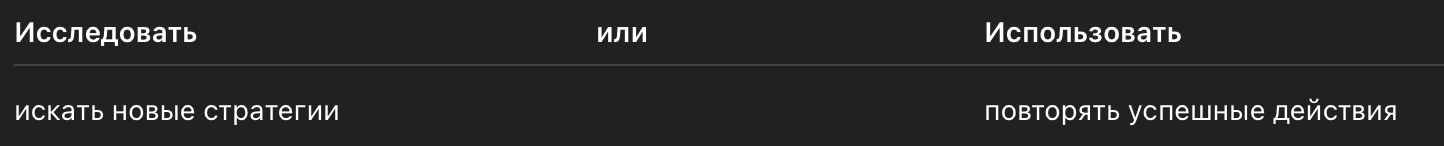 Исследовать или Использовать
искать новые стратегии повторять успешные действия